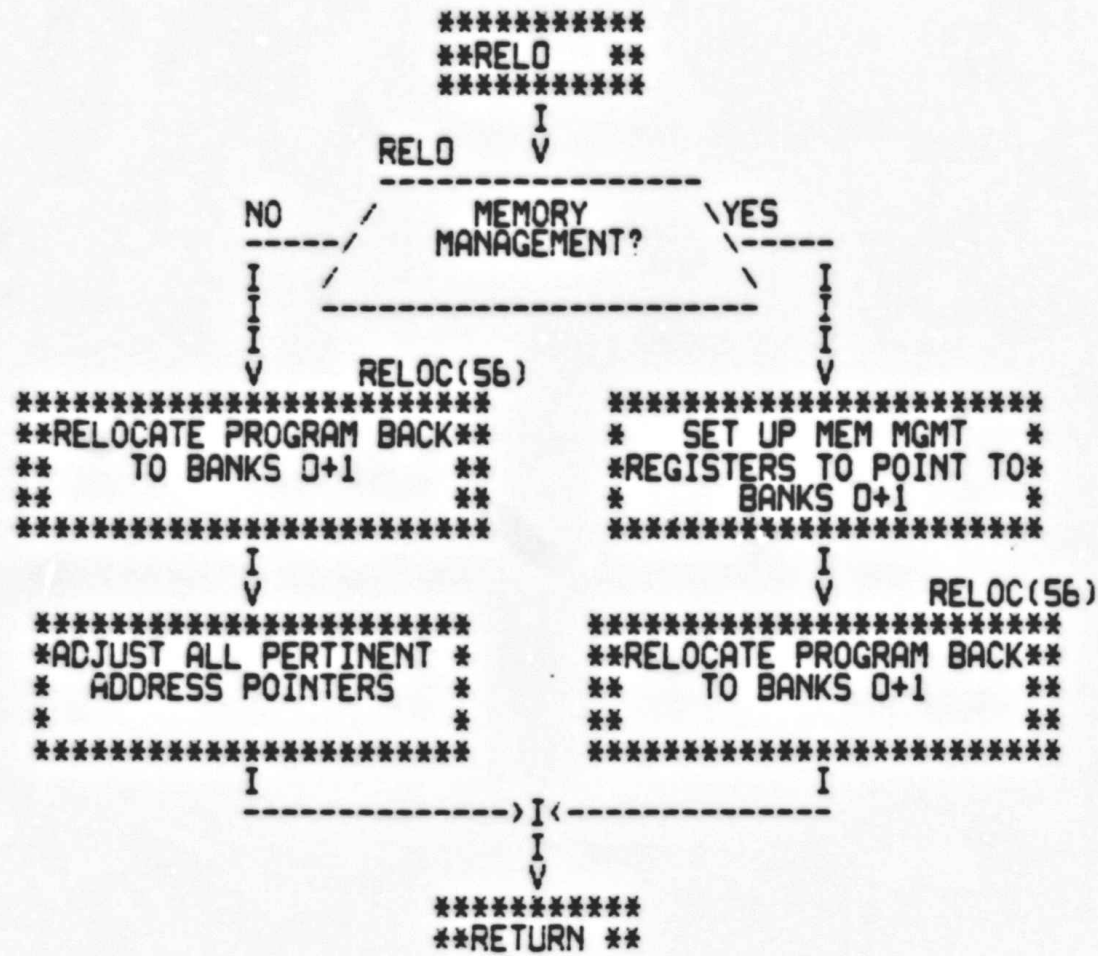 ***********
**RELO   **
***********
I
V
RELO
-----------------
NO / MEMORY \YES
-----/ MANAGEMENT? \-----
I / \ I
I ----------------------- I
I I
V RELOC(56) V
************************* ***********************
**RELOCATE PROGRAM BACK** *   SET UP MEM MGMT   *
**    TO BANKS 0+1     ** *REGISTERS TO POINT TO*
**                     ** *      BANKS 0+1      *
************************* ***********************
I I
V V RELOC(56)
*********************** *************************
*ADJUST ALL PERTINENT * **RELOCATE PROGRAM BACK**
*  ADDRESS POINTERS   * **    TO BANKS 0+1     **
*                     * **                     **
*********************** *************************
I I
-------------->I<--------------
I
V
***********
**RETURN **